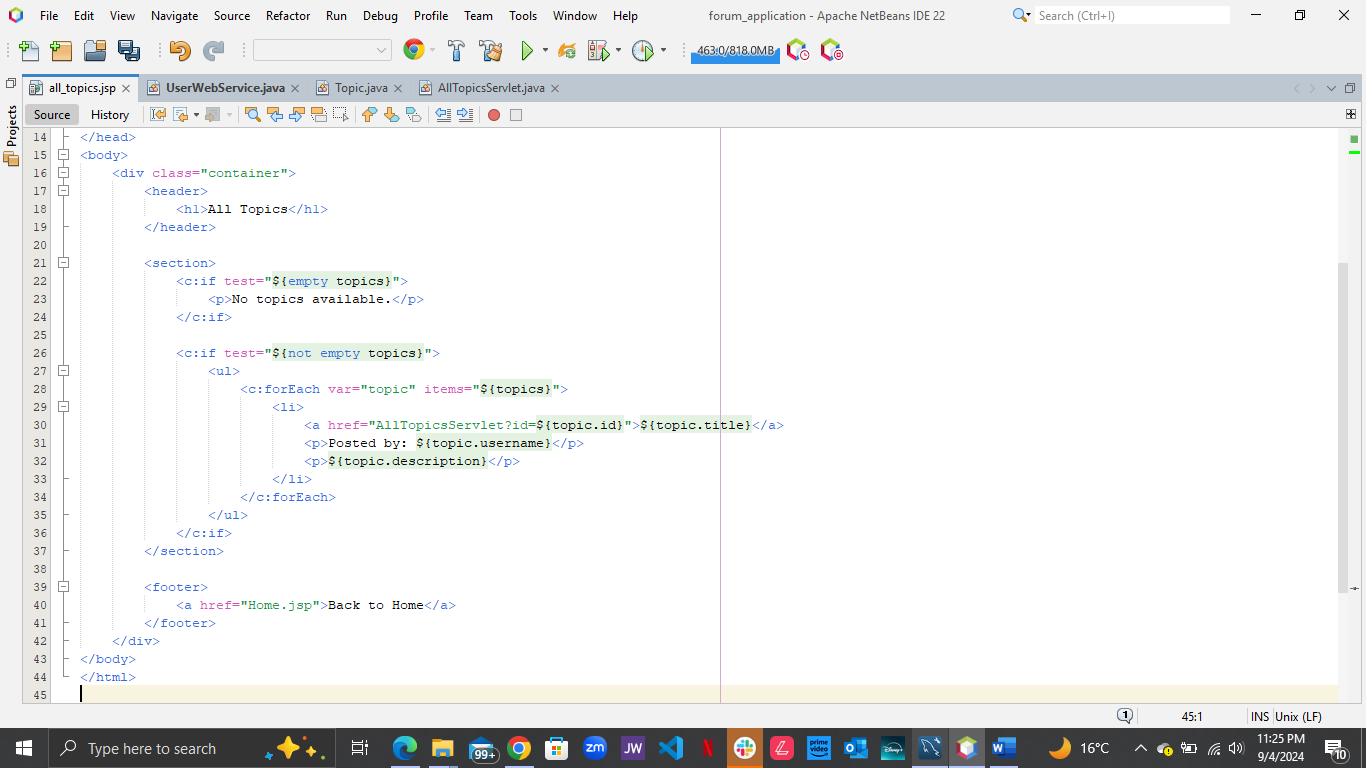 File Edit View Navigate Source Refactor Run Debug Profile Team Tools Window Help
forum_application - Apache NetBeans IDE 22
Search (Ctrl+I)
463.0/818.0MB
all_topics.jsp UserWebService.java Topic.java AllTopicsServlet.java
Projects
Source History
14 </head>
15 <body>
16 <div class="container">
17 <header>
18 <h1>All Topics</h1>
19 </header>
20
21 <section>
22 <c:if test="${empty topics}">
23 <p>No topics available.</p>
24 </c:if>
25
26 <c:if test="${not empty topics}">
27 <ul>
28 <c:forEach var="topic" items="${topics}">
29 <li>
30 <a href="AllTopicsServlet?id=${topic.id}">${topic.title}</a>
31 <p>Posted by: ${topic.username}</p>
32 <p>${topic.description}</p>
33 </li>
34 </c:forEach>
35 </ul>
36 </c:if>
37 </section>
38
39 <footer>
40 <a href="Home.jsp">Back to Home</a>
41 </footer>
42 </div>
43 </body>
44 </html>
45
1 45:1 INS Unix (LF)
Type here to search
99+
zm
JW
prime video
Disney+
16°C
11:25 PM
9/4/2024
10